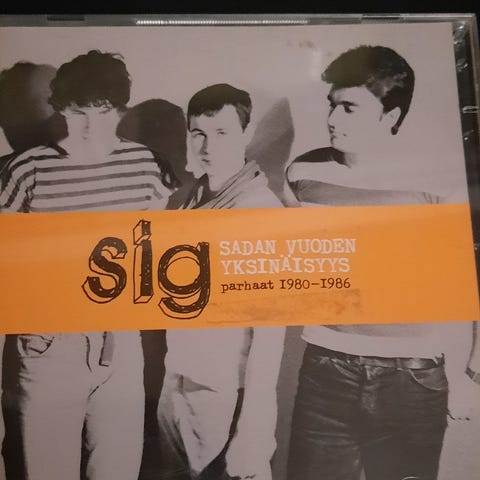 sig
SADAN VUODEN
YKSINÄISYYS
parhaat 1980–1986